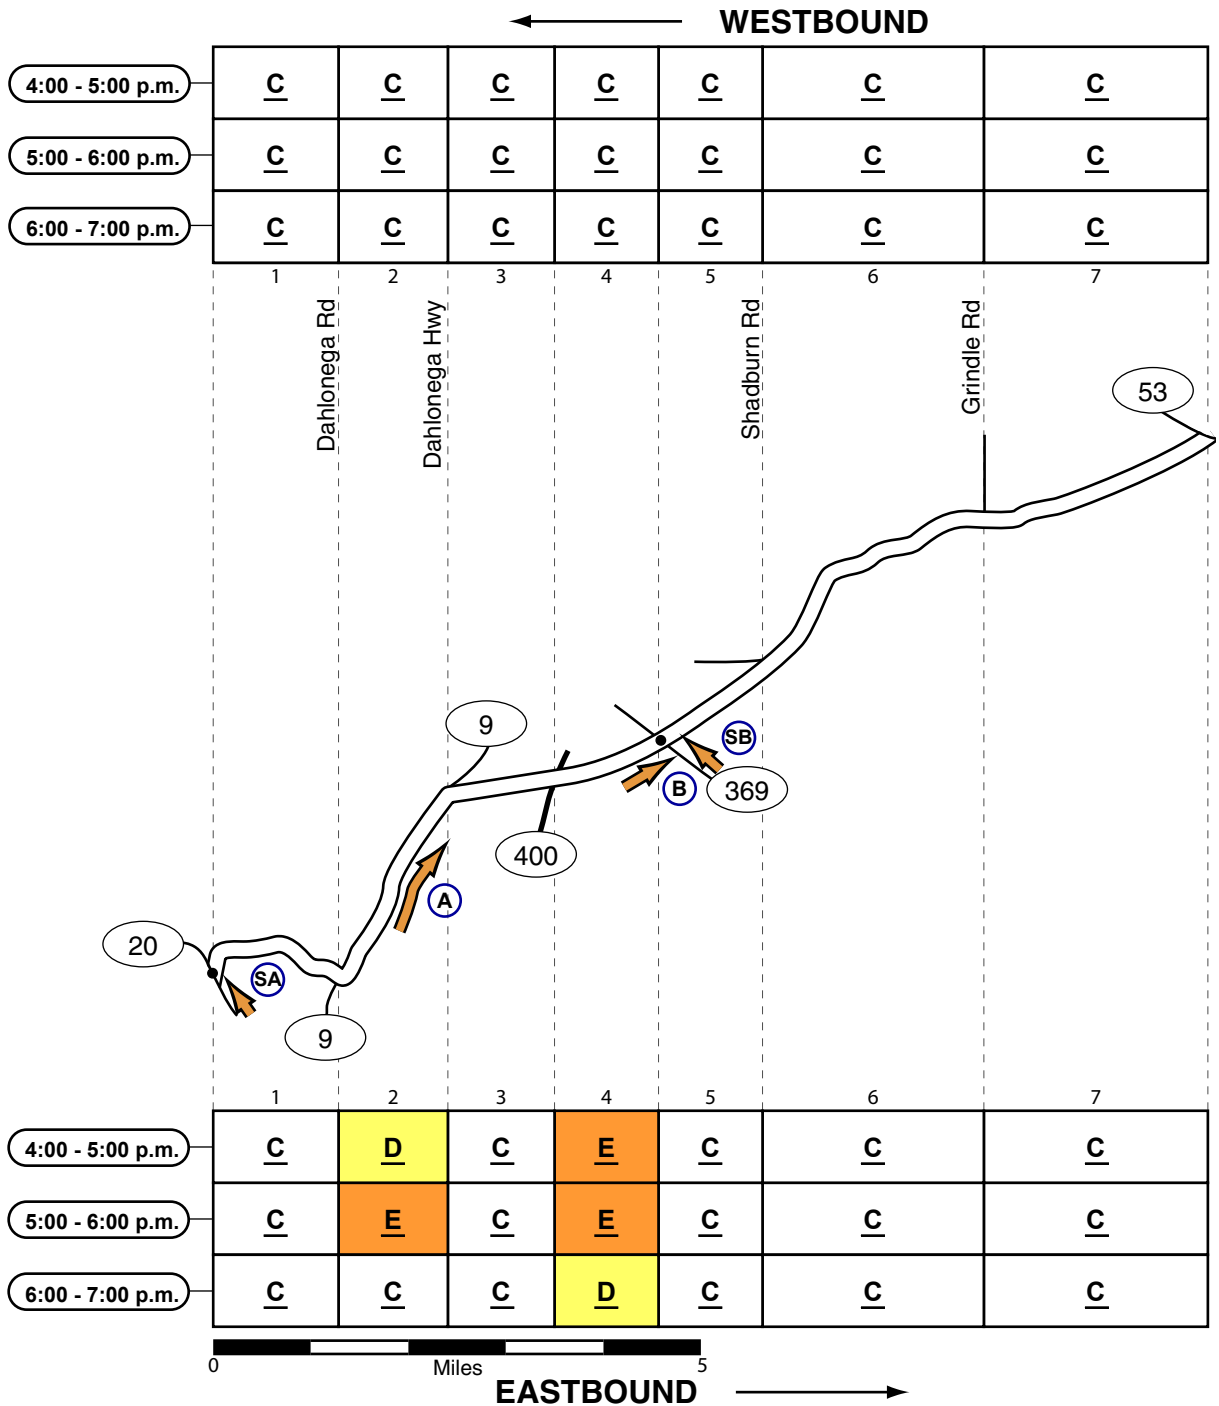 WESTBOUND
4:00 - 5:00 p.m. C C C C C C C
5:00 - 6:00 p.m. C C C C C C C
6:00 - 7:00 p.m. C C C C C C C
1 2 3 4 5 6 7
Dahlonega Rd
Dahlonega Hwy
Shadburn Rd
Grindle Rd
53
9
SB
B
369
400
A
20
SA
9
1 2 3 4 5 6 7
4:00 - 5:00 p.m. C D C E C C C
5:00 - 6:00 p.m. C E C E C C C
6:00 - 7:00 p.m. C C C D C C C
0 Miles 5
EASTBOUND